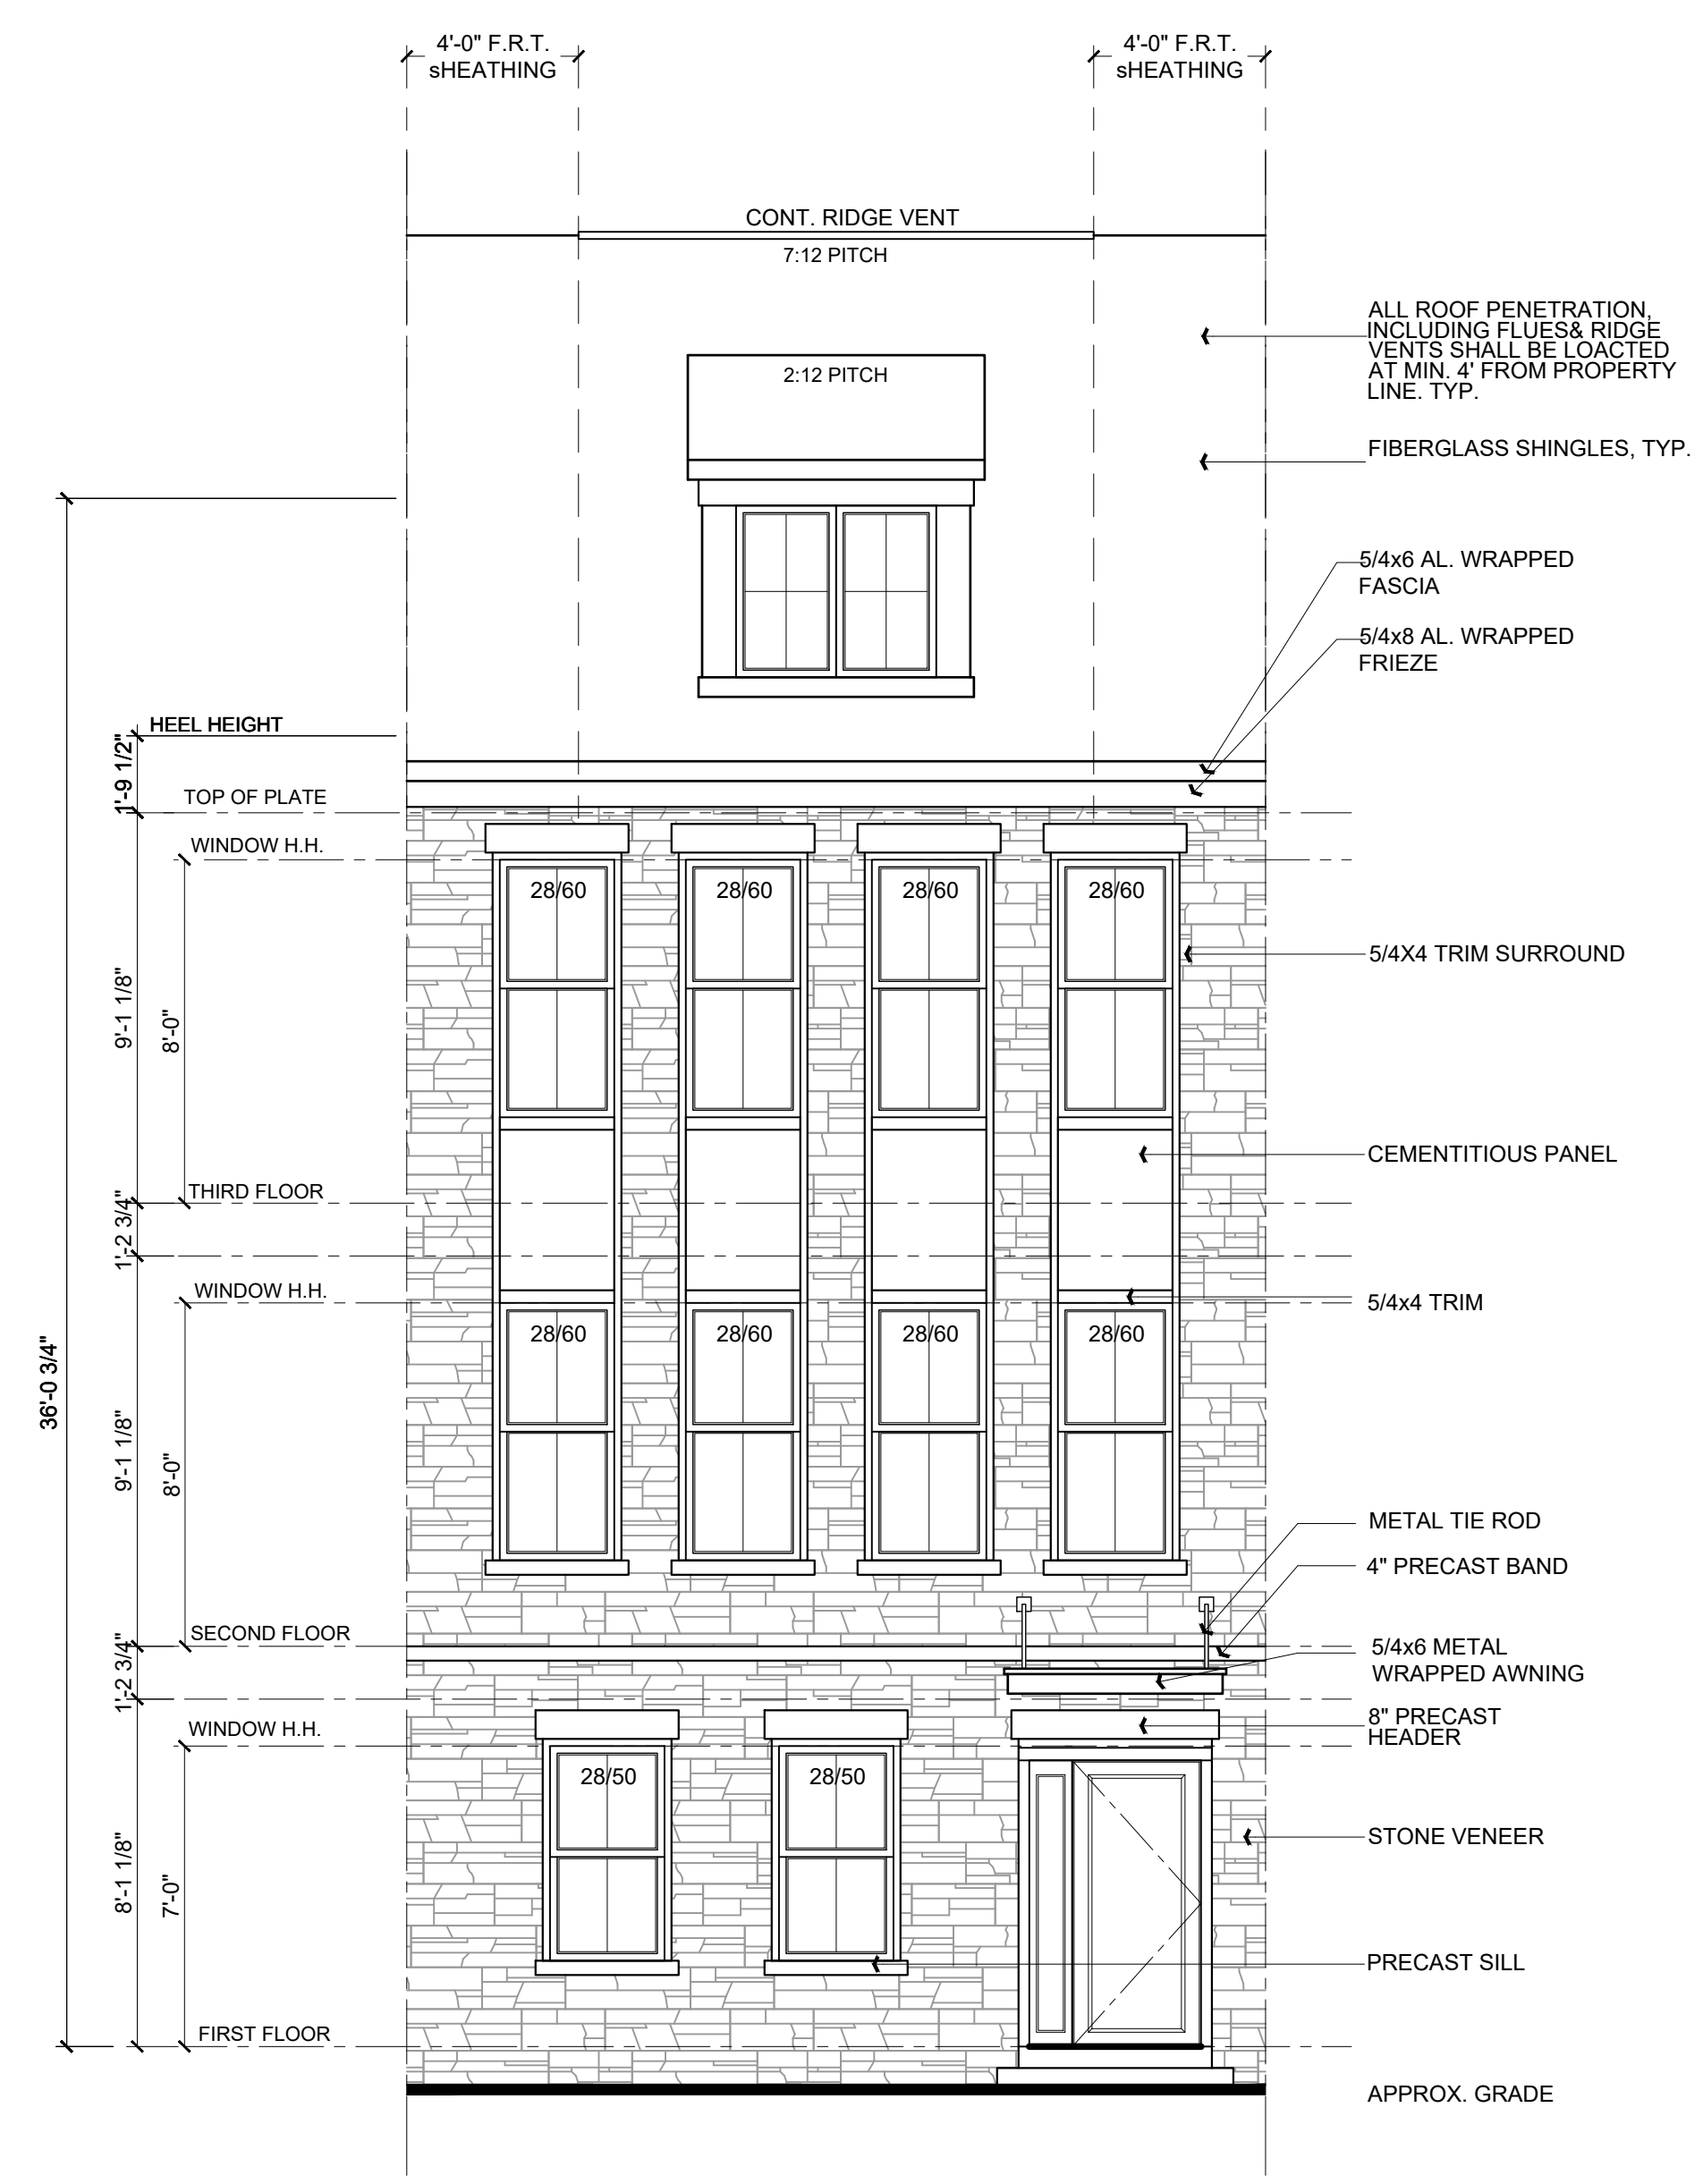 4'-0" F.R.T.
sHEATHING
4'-0" F.R.T.
sHEATHING
CONT. RIDGE VENT
7:12 PITCH
2:12 PITCH
ALL ROOF PENETRATION,
INCLUDING FLUES& RIDGE
VENTS SHALL BE LOACTED
AT MIN. 4' FROM PROPERTY
LINE. TYP.
FIBERGLASS SHINGLES, TYP.
5/4x6 AL. WRAPPED
FASCIA
5/4x8 AL. WRAPPED
FRIEZE
HEEL HEIGHT
1'-9 1/2"
TOP OF PLATE
WINDOW H.H.
28/60
28/60
28/60
28/60
5/4X4 TRIM SURROUND
9'-1 1/8"
8'-0"
CEMENTITIOUS PANEL
THIRD FLOOR
1'-2 3/4"
WINDOW H.H.
5/4x4 TRIM
28/60
28/60
28/60
28/60
36'-0 3/4"
9'-1 1/8"
8'-0"
METAL TIE ROD
4" PRECAST BAND
SECOND FLOOR
1'-2 3/4"
5/4x6 METAL
WRAPPED AWNING
WINDOW H.H.
8" PRECAST
HEADER
28/50
28/50
STONE VENEER
8'-1 1/8"
7'-0"
PRECAST SILL
FIRST FLOOR
APPROX. GRADE